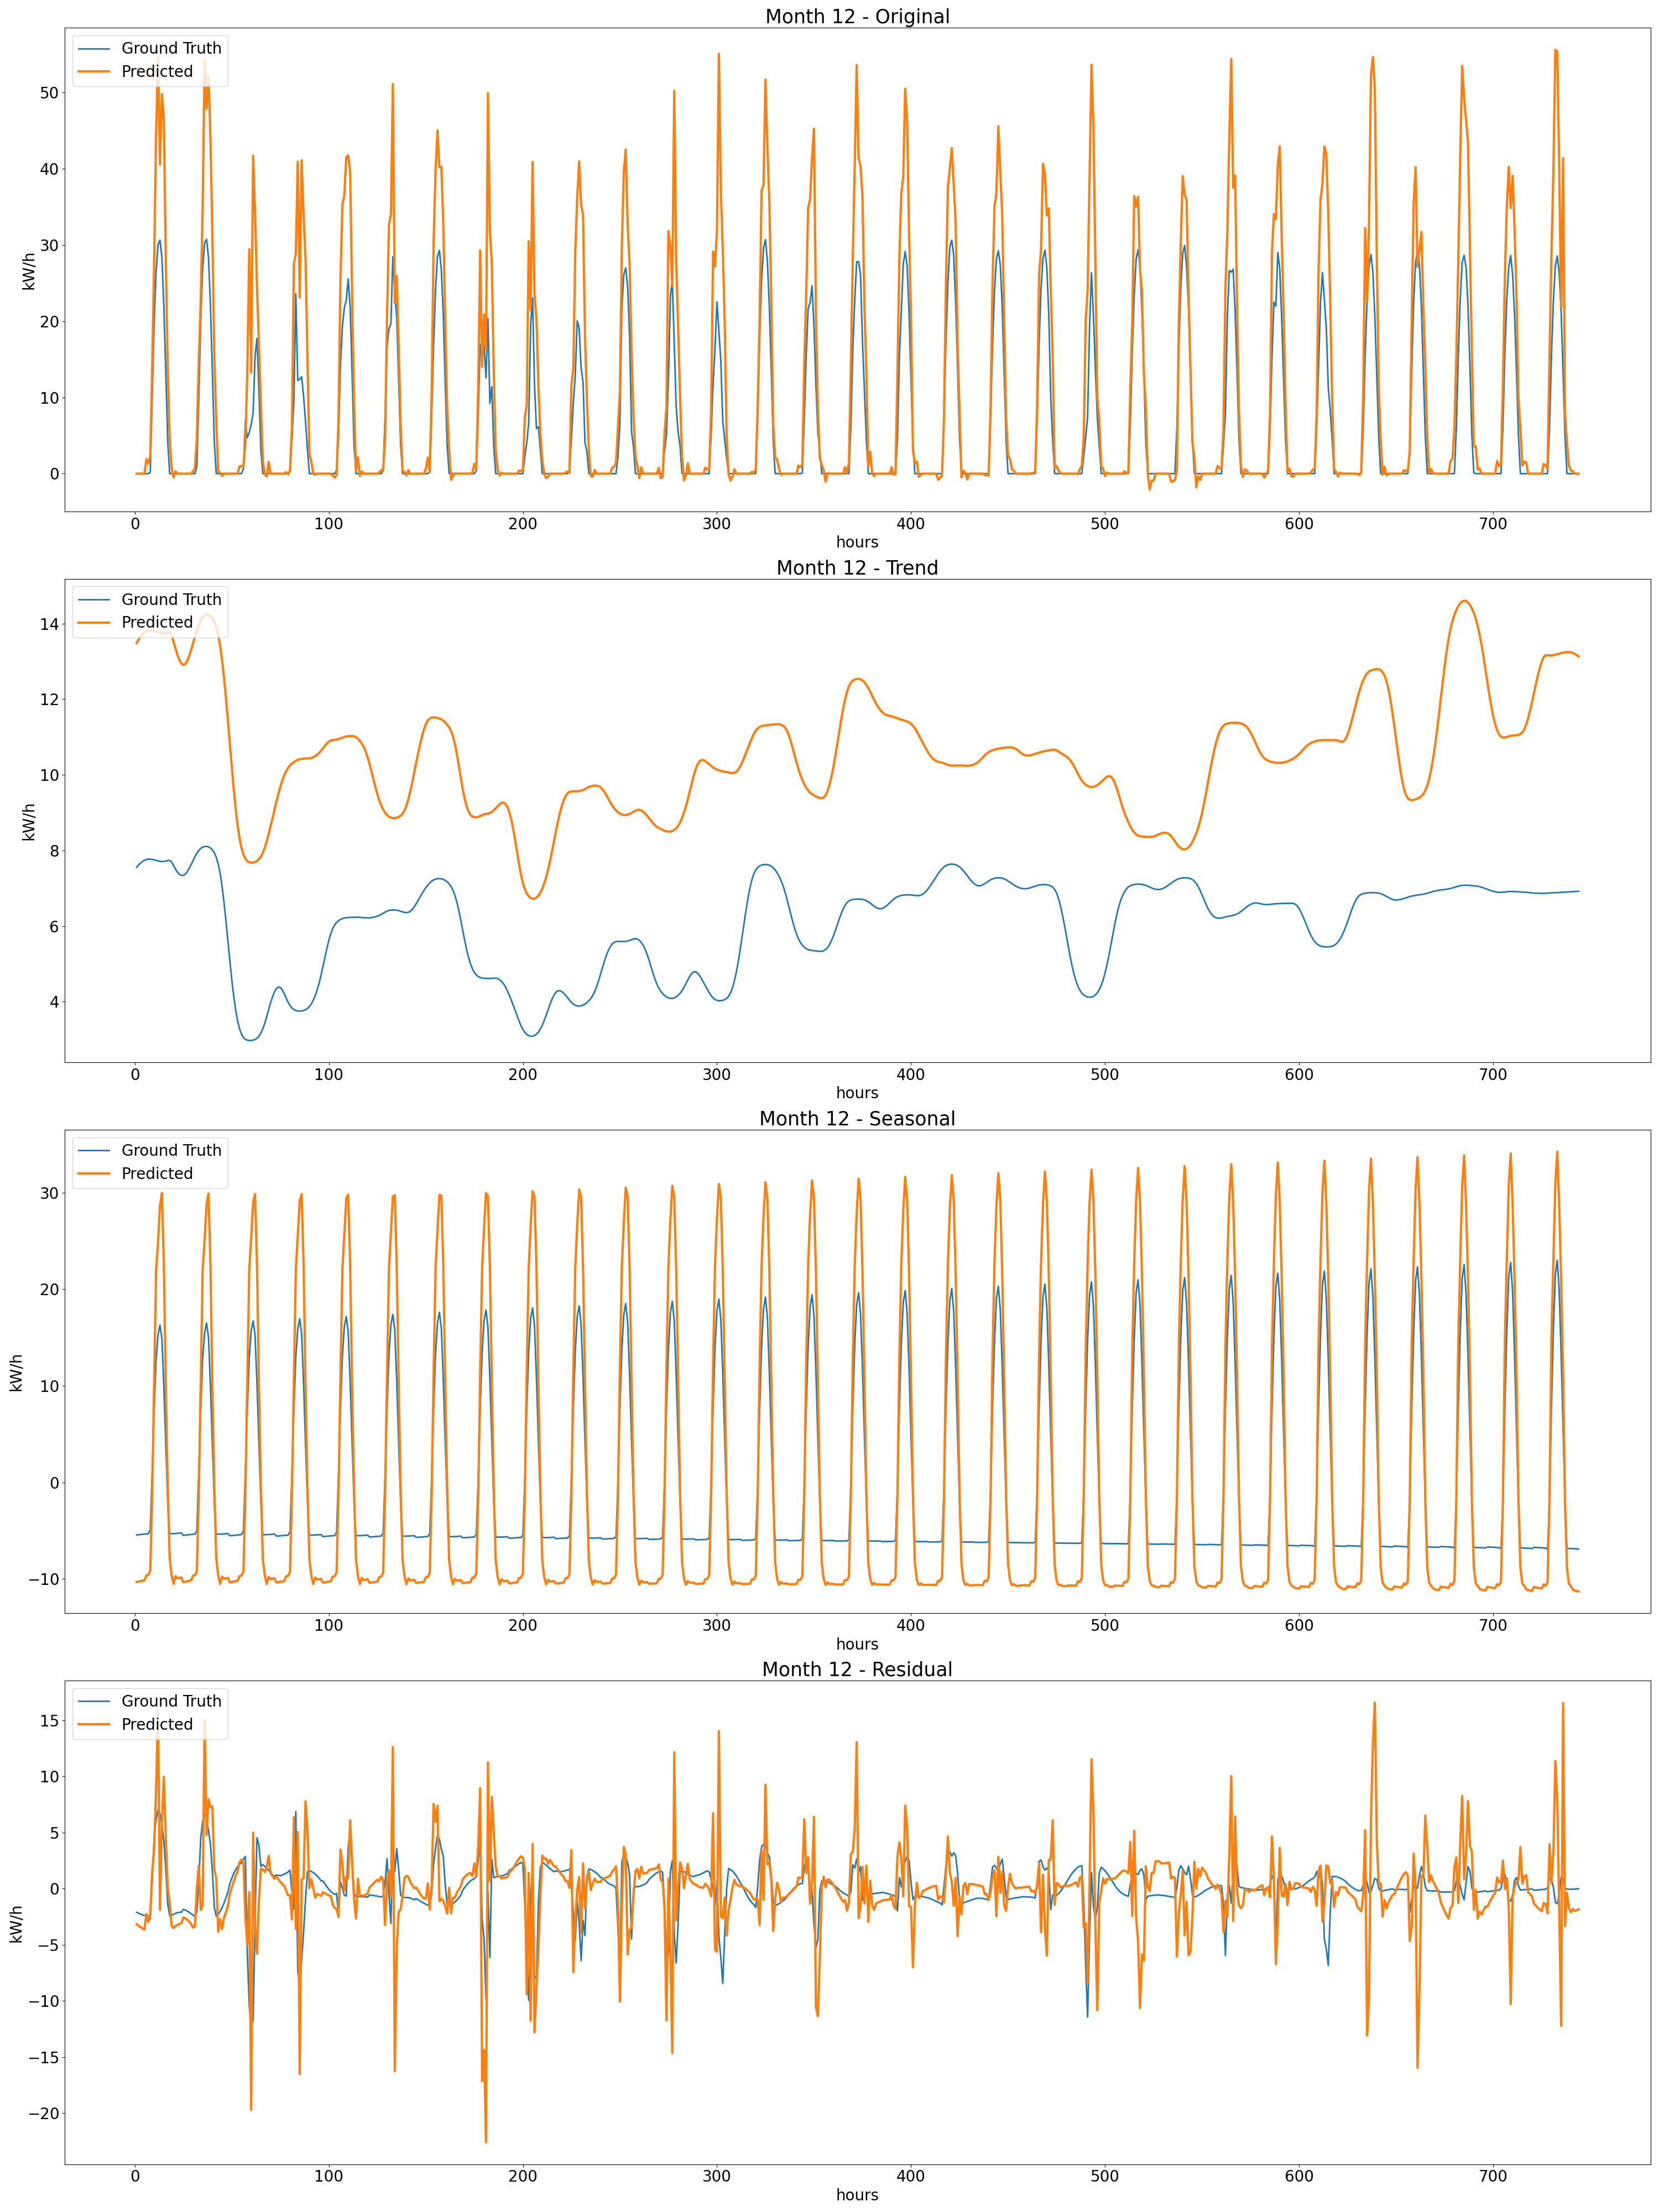 Month 12 - Original
Ground Truth
Predicted
kW/h
50
40
30
20
10
0
0 100 200 300 400 500 600 700
hours
Month 12 - Trend
Ground Truth
Predicted
kW/h
14
12
10
8
6
4
0 100 200 300 400 500 600 700
hours
Month 12 - Seasonal
Ground Truth
Predicted
kW/h
30
20
10
0
−10
0 100 200 300 400 500 600 700
hours
Month 12 - Residual
Ground Truth
Predicted
kW/h
15
10
5
0
−5
−10
−15
−20
0 100 200 300 400 500 600 700
hours